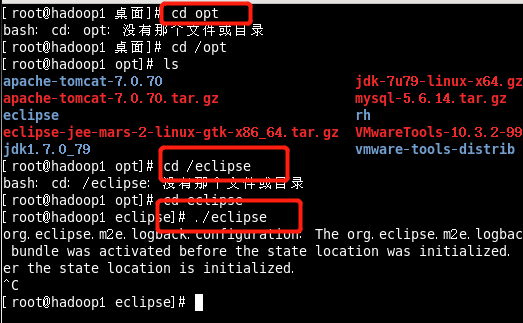 [ root@hadoop1 桌面]# cd opt
bash: cd: opt: 没有那个文件或目录
[ root@hadoop1 桌面]# cd /opt
[ root@hadoop1 opt]# ls
apache-tomcat-7.0.70 jdk-7u79-linux-x64.gz
apache-tomcat-7.0.70.tar.gz mysql-5.6.14.tar.gz
eclipse rh
eclipse-jee-mars-2-linux-gtk-x86_64.tar.gz VMwareTools-10.3.2-99
jdk1.7.0_79 vmware-tools-distrib
[ root@hadoop1 opt]# cd /eclipse
bash: cd: /eclipse: 没有那个文件或目录
[ root@hadoop1 opt]# cd eclipse
[ root@hadoop1 eclipse]# ./eclipse
org.eclipse.m2e.logback.configuration: The org.eclipse.m2e.logbac
bundle was activated before the state location was initialized.
er the state location is initialized.
^C
[ root@hadoop1 eclipse]#